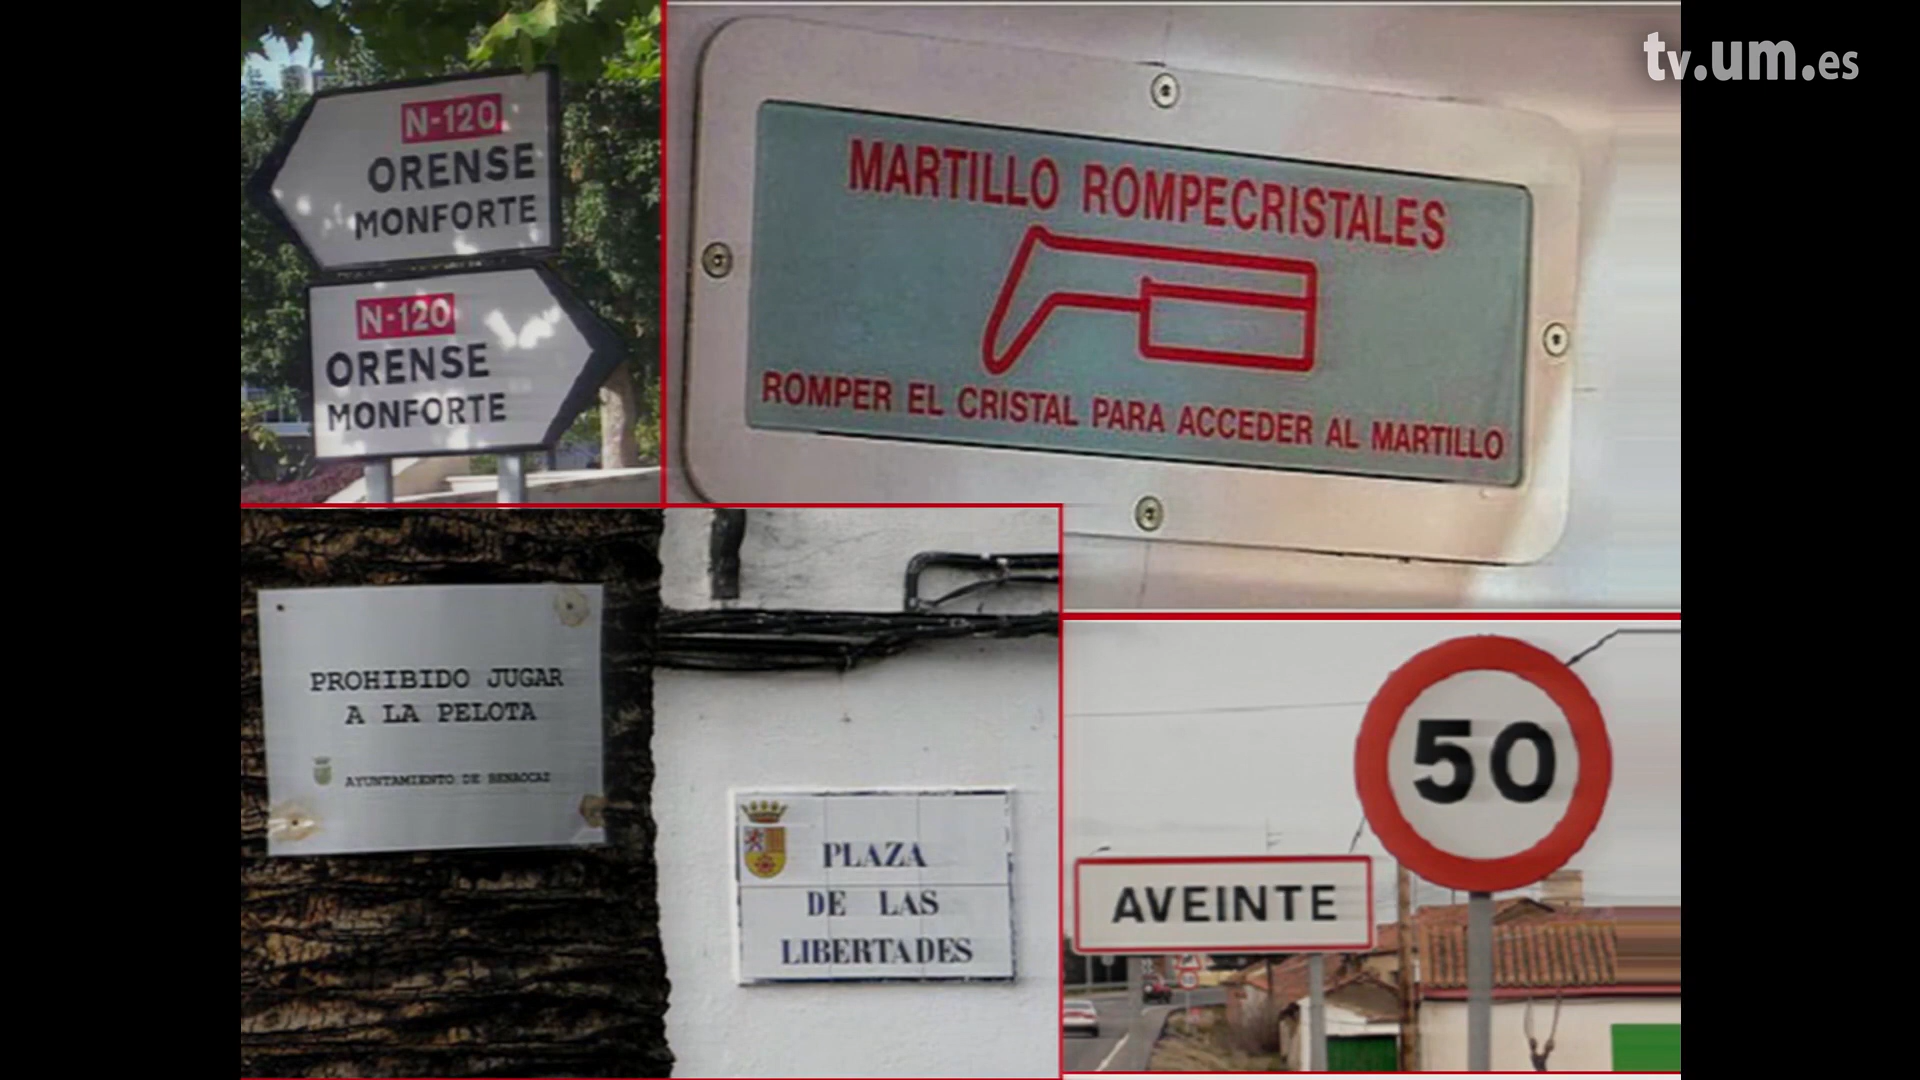 tv.um.es
N-120
ORENSE
MONFORTE
N-120
ORENSE
MONFORTE
MARTILLO ROMPECRISTALES
ROMPER EL CRISTAL PARA ACCEDER AL MARTILLO
PROHIBIDO JUGAR
A LA PELOTA
AYUNTAMIENTO DE BENAOCAZ
PLAZA
DE LAS
LIBERTADES
50
AVEINTE